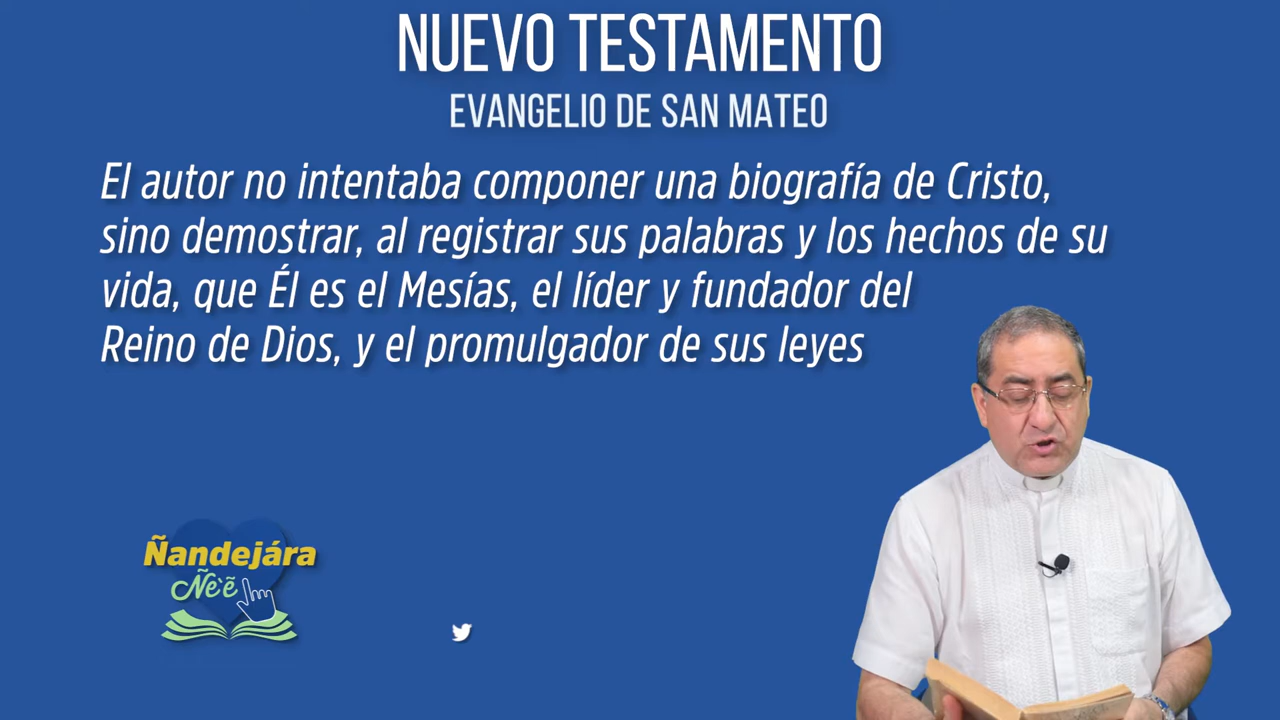 NUEVO TESTAMENTO
EVANGELIO DE SAN MATEO
El autor no intentaba componer una biografía de Cristo,
sino demostrar, al registrar sus palabras y los hechos de su
vida, que Él es el Mesías, el líder y fundador del
Reino de Dios, y el promulgador de sus leyes
Ñandejára
Ñe'ẽ